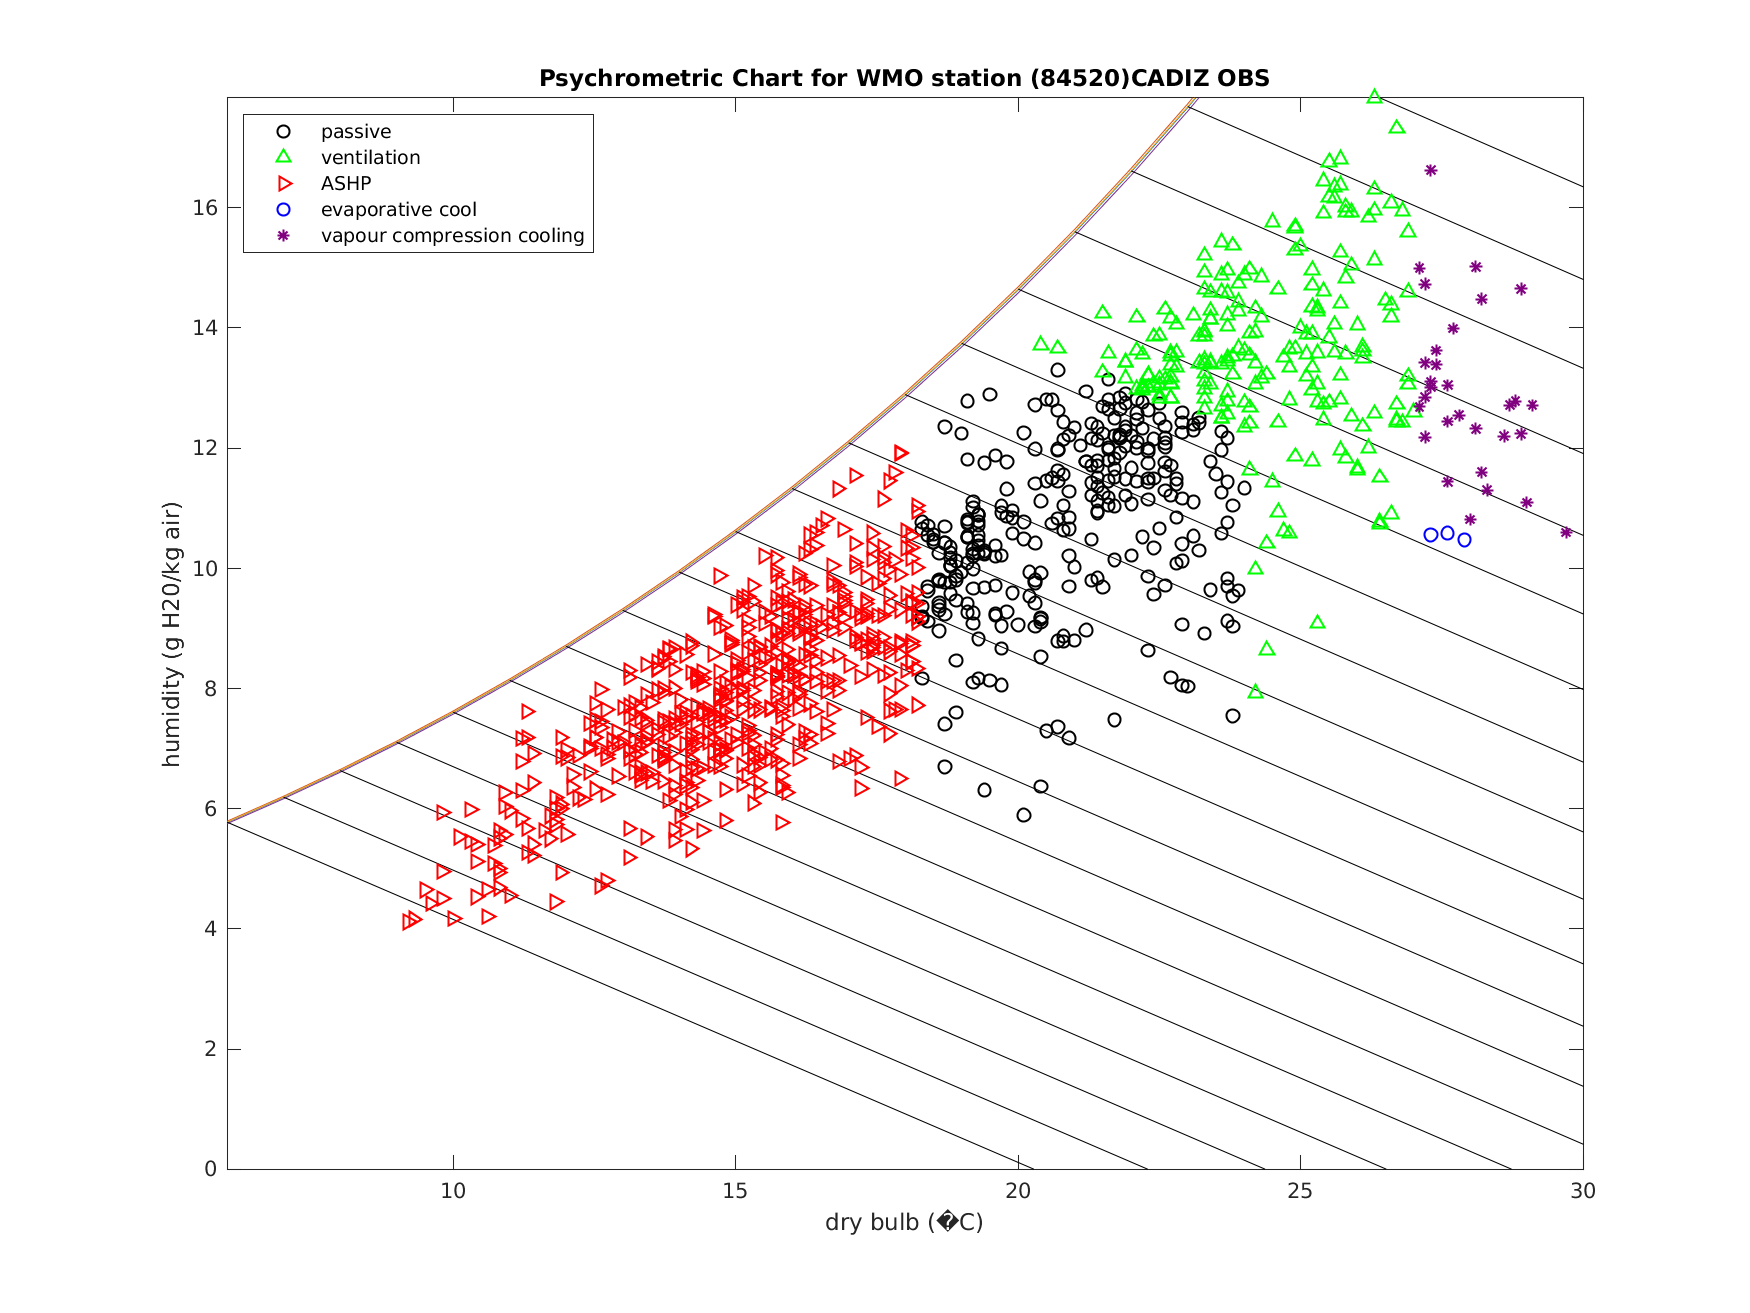 Psychrometric Chart for WMO station (84520)CADIZ OBS
passive
ventilation
ASHP
evaporative cool
vapour compression cooling
humidity (g H20/kg air)
16
14
12
10
8
6
4
2
0
10 15 20 25 30
dry bulb (�C)